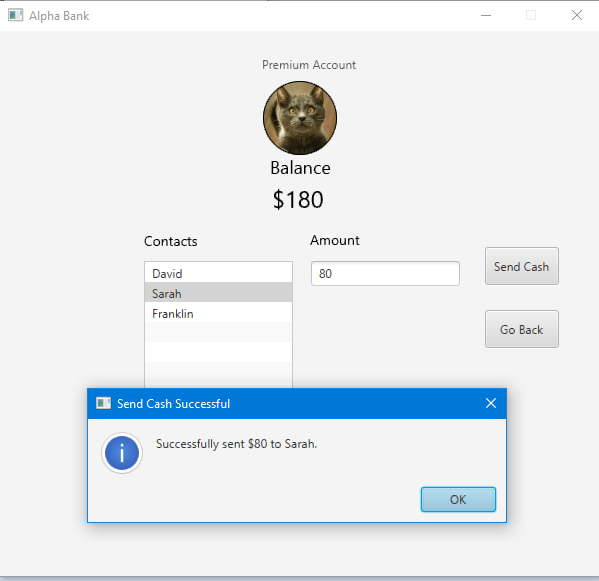 Alpha Bank
Premium Account
Balance
$180
Contacts
Amount
David
Sarah
Franklin
80
Send Cash
Go Back
Send Cash Successful
i
Successfully sent $80 to Sarah.
OK